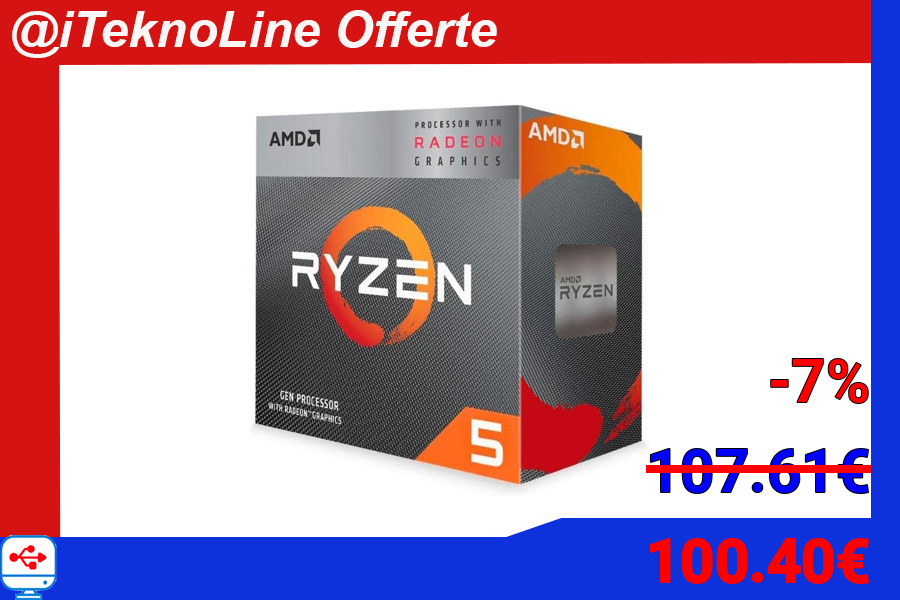 @iTeknoLine Offerte
AMD
PROCESSOR WITH
RADEON
GRAPHICS
RYZEN
GEN PROCESSOR
WITH RADEON™ GRAPHICS
5
AMD
AMD
RYZEN
-7%
107.61€
100.40€